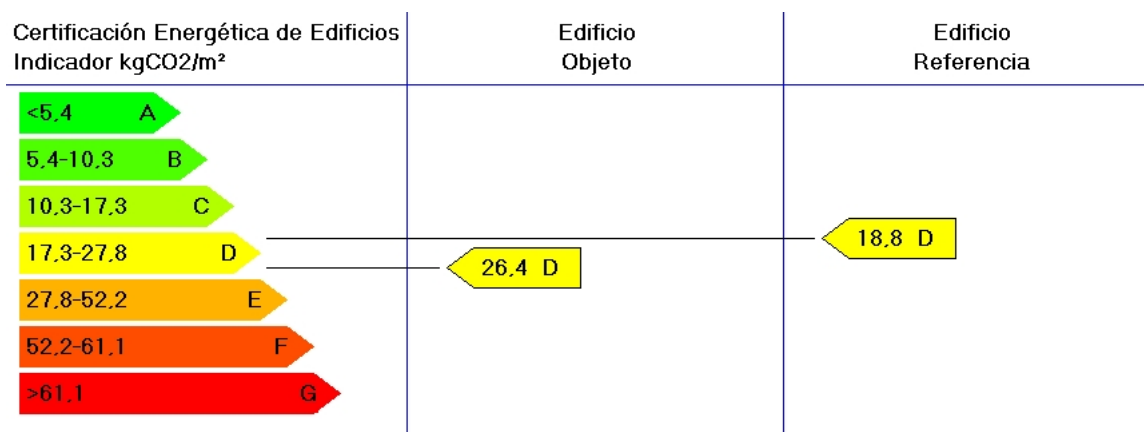 Certificación Energética de Edificios
Indicador kgCO2/m²
Edificio
Objeto
Edificio
Referencia
<5,4 A
5,4-10,3 B
10,3-17,3 C
17,3-27,8 D
27,8-52,2 E
52,2-61,1 F
>61,1 G
26,4 D
18,8 D